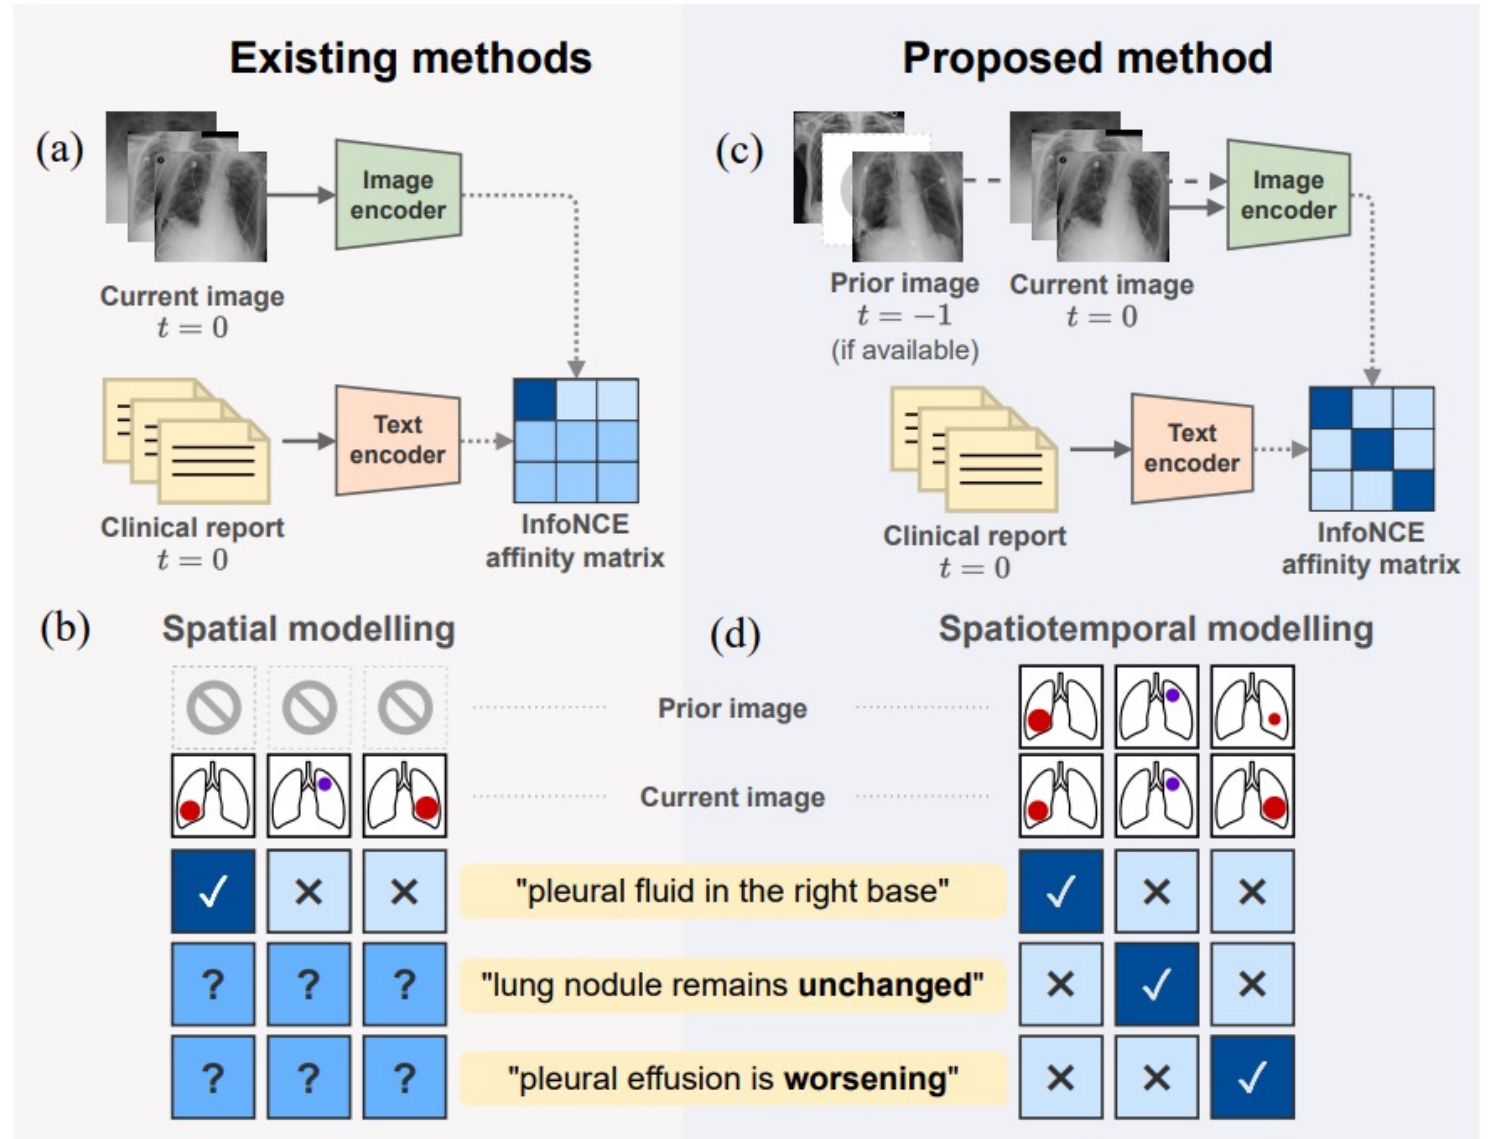 Existing methods
Proposed method
(a)
Image
encoder
Current image
t = 0
Text
encoder
Clinical report
t = 0
InfoNCE
affinity matrix
(c)
Image
encoder
Prior image
t = −1
(if available)
Current image
t = 0
Text
encoder
Clinical report
t = 0
InfoNCE
affinity matrix
(b)
Spatial modelling
(d)
Spatiotemporal modelling
Prior image
Current image
✓ × ×
"pleural fluid in the right base"
✓ × ×
? ? ?
"lung nodule remains unchanged"
× ✓ ×
? ? ?
"pleural effusion is worsening"
× × ✓